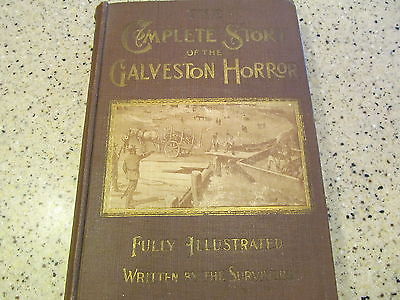 COMPLETE STORY
OF THE
GALVESTON HORROR
FULLY ILLUSTRATED
WRITTEN BY THE SURVIVORS